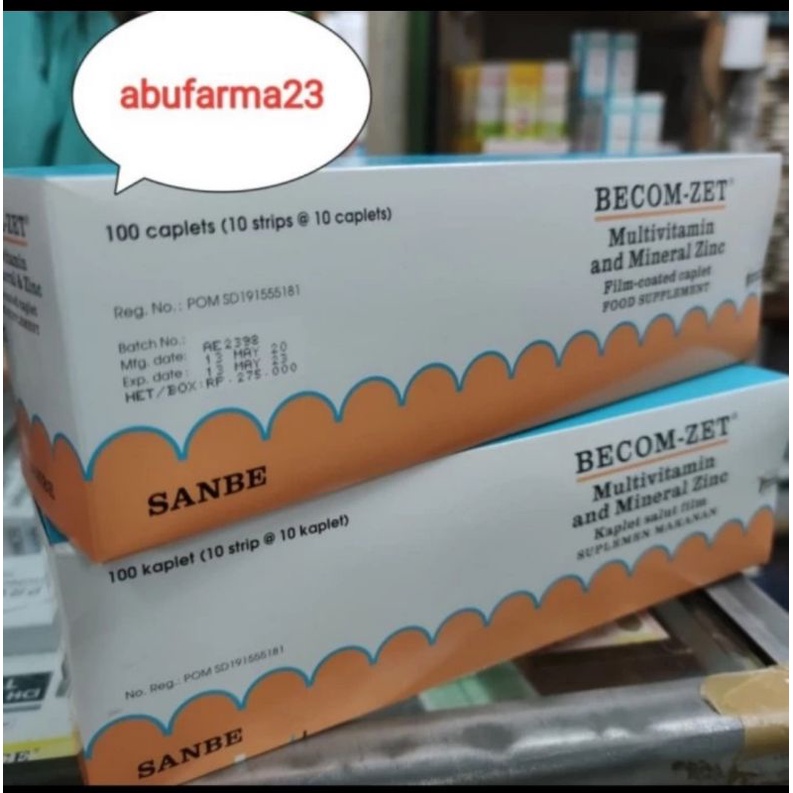 abufarma23
BECOM-ZET®
100 caplets (10 strips @ 10 caplets)
Multivitamin
and Mineral Zinc
Film-coated caplet
FOOD SUPPLEMENT
Reg. No.: POM SD191555181
Batch No.: AE2398
Mfg. date: 13 MAY 20
Exp. date: 13 MAY 23
HET/BOX:RP.275.000
SANBE
BECOM-ZET®
Multivitamin
and Mineral Zinc
Kaplet salut film
SUPLEMEN MAKANAN
100 kaplet (10 strip @ 10 kaplet)
No. Reg.: POM SD191555181
SANBE